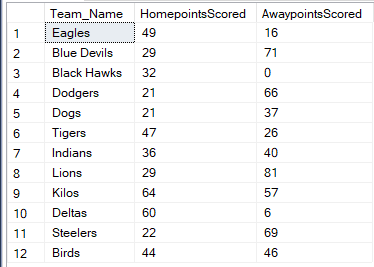 Team_Name HomepointsScored AwaypointsScored
1 Eagles 49 16
2 Blue Devils 29 71
3 Black Hawks 32 0
4 Dodgers 21 66
5 Dogs 21 37
6 Tigers 47 26
7 Indians 36 40
8 Lions 29 81
9 Kilos 64 57
10 Deltas 60 6
11 Steelers 22 69
12 Birds 44 46